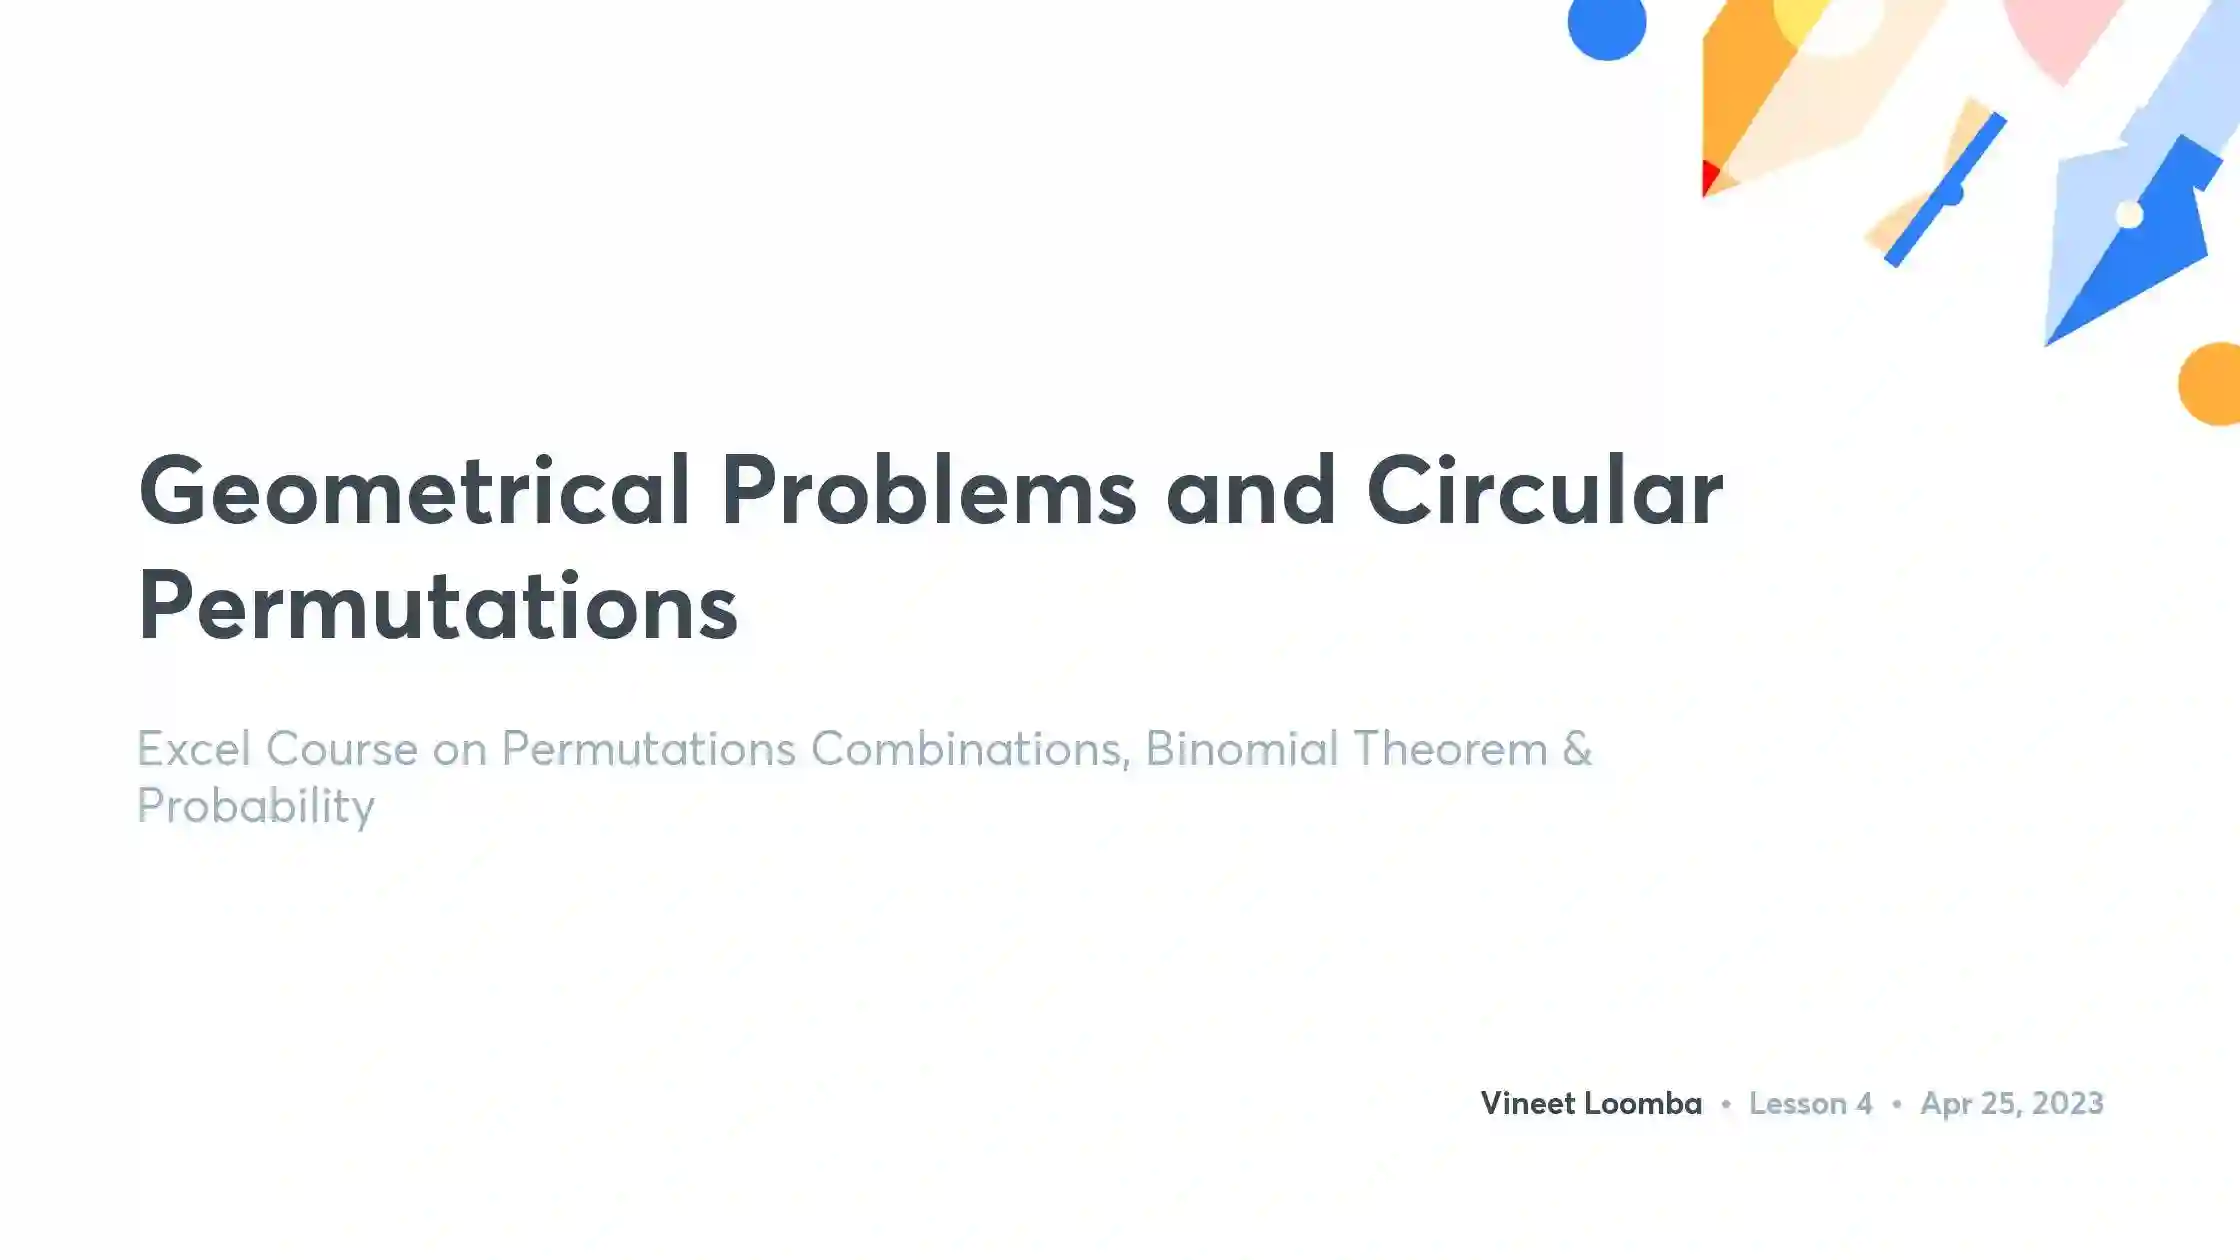 Geometrical Problems and Circular
Permutations
Excel Course on Permutations Combinations, Binomial Theorem &
Probability
Vineet Loomba • Lesson 4 • Apr 25, 2023